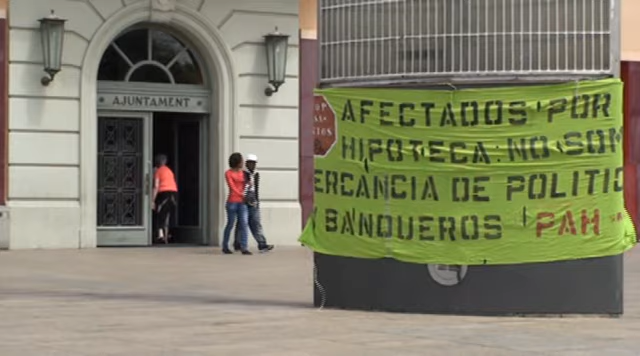 AJUNTAMENT
AFECTADOS POR
HIPOTECA: NO SOM
ERCANCIA DE POLITIC
Y BANQUEROS PAH